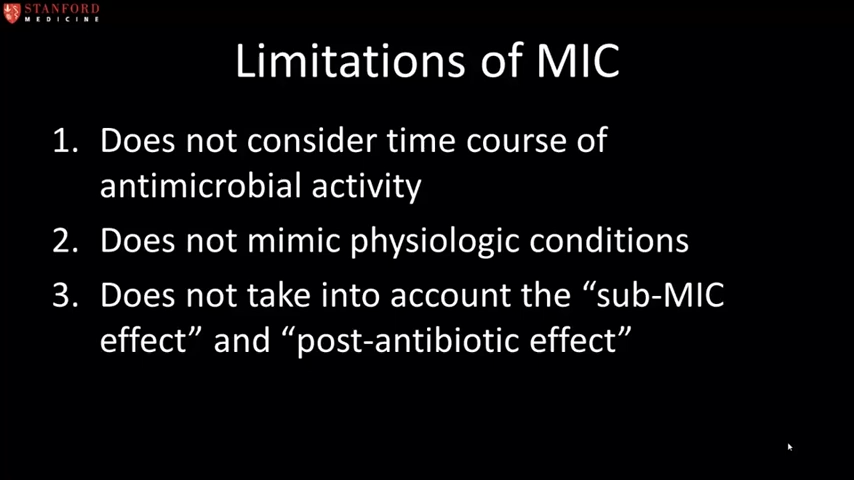 STANFORD
MEDICINE
Limitations of MIC
1. Does not consider time course of
antimicrobial activity
2. Does not mimic physiologic conditions
3. Does not take into account the “sub-MIC
effect” and “post-antibiotic effect”